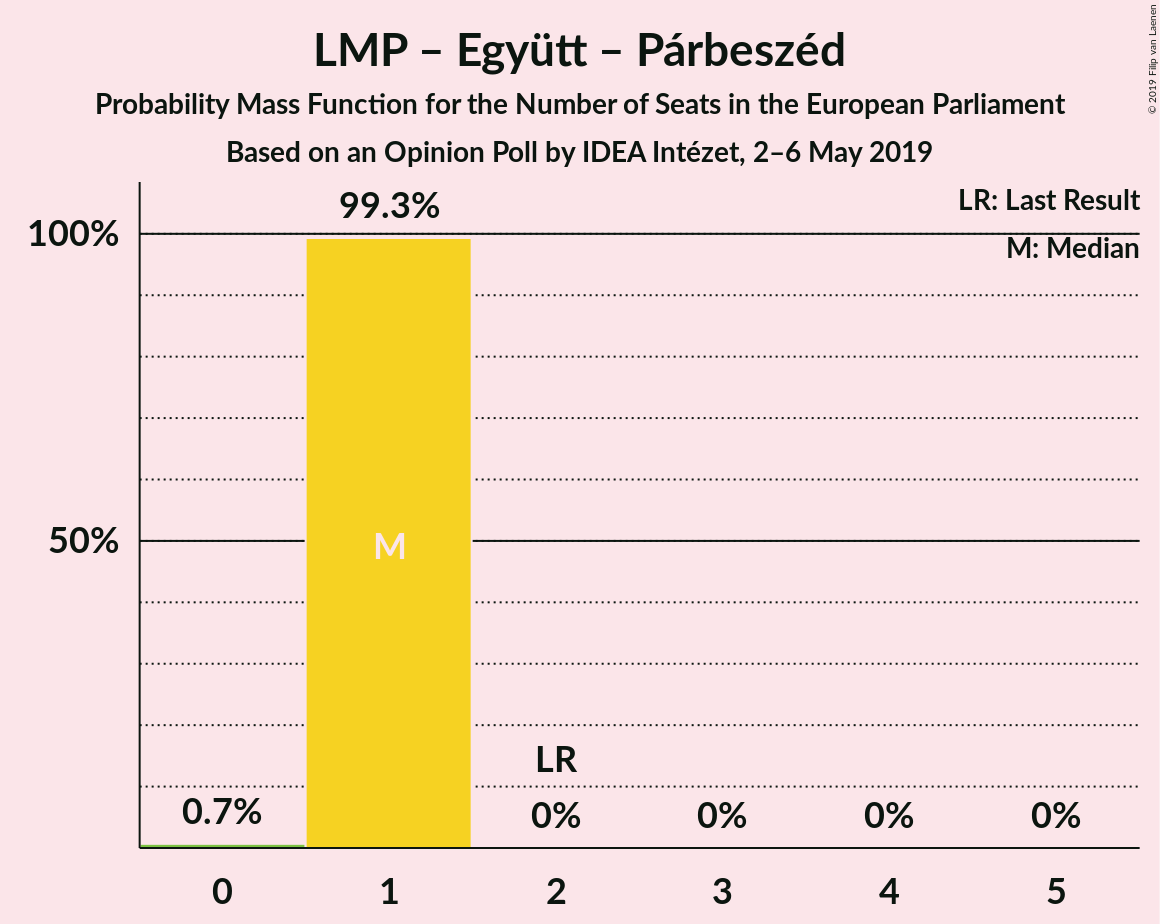 LMP – Együtt – Párbeszéd
Probability Mass Function for the Number of Seats in the European Parliament
Based on an Opinion Poll by IDEA Intézet, 2–6 May 2019
© 2019 Filip van Laenen
LR: Last Result
M: Median
99.3%
100%
50%
M
LR
0.7%
0%
0%
0%
0%
0
1
2
3
4
5